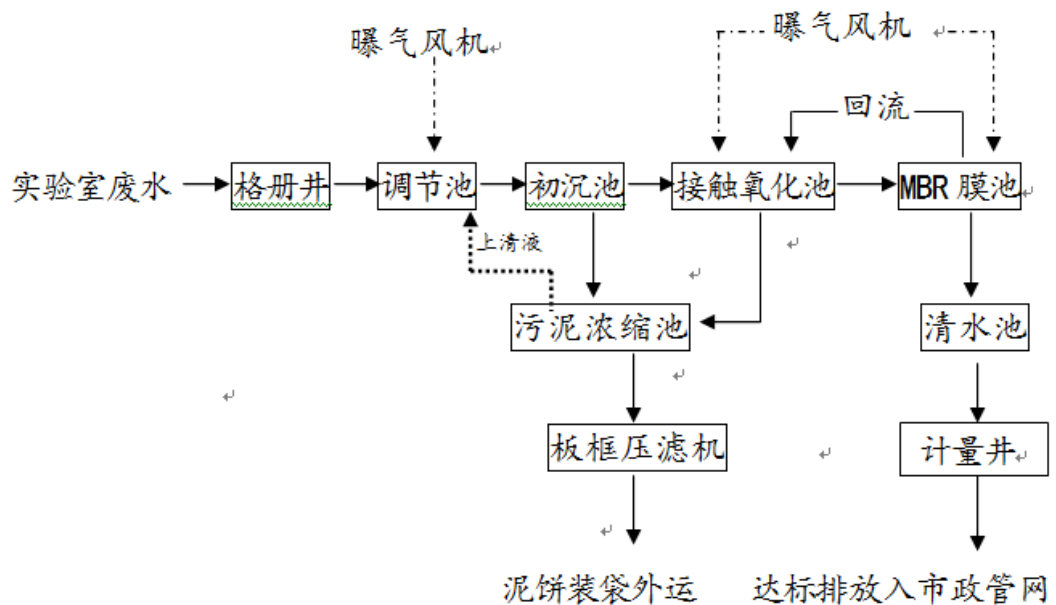 曝气风机
曝气风机
回流
实验室废水
格册井
调节池
初沉池
接触氧化池
MBR 膜池
上清液
污泥浓缩池
清水池
板框压滤机
计量井
泥饼装袋外运
达标排放入市政管网